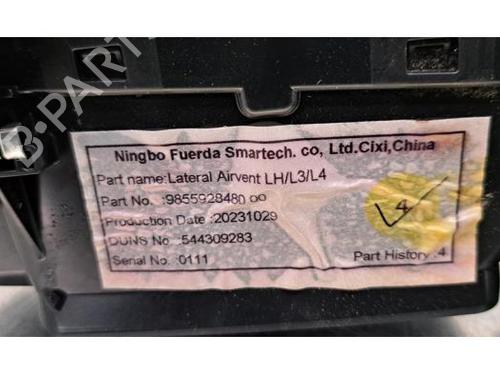 Ningbo Fuerda Smartech. co, Ltd.Cixi,China
Part name:Lateral Airvent LH/L3/L4
Part No. :9855928480 00
Production Date :20231029
DUNS No :544309283
Serial No. :0111
4
Part History :4
B-PARTS